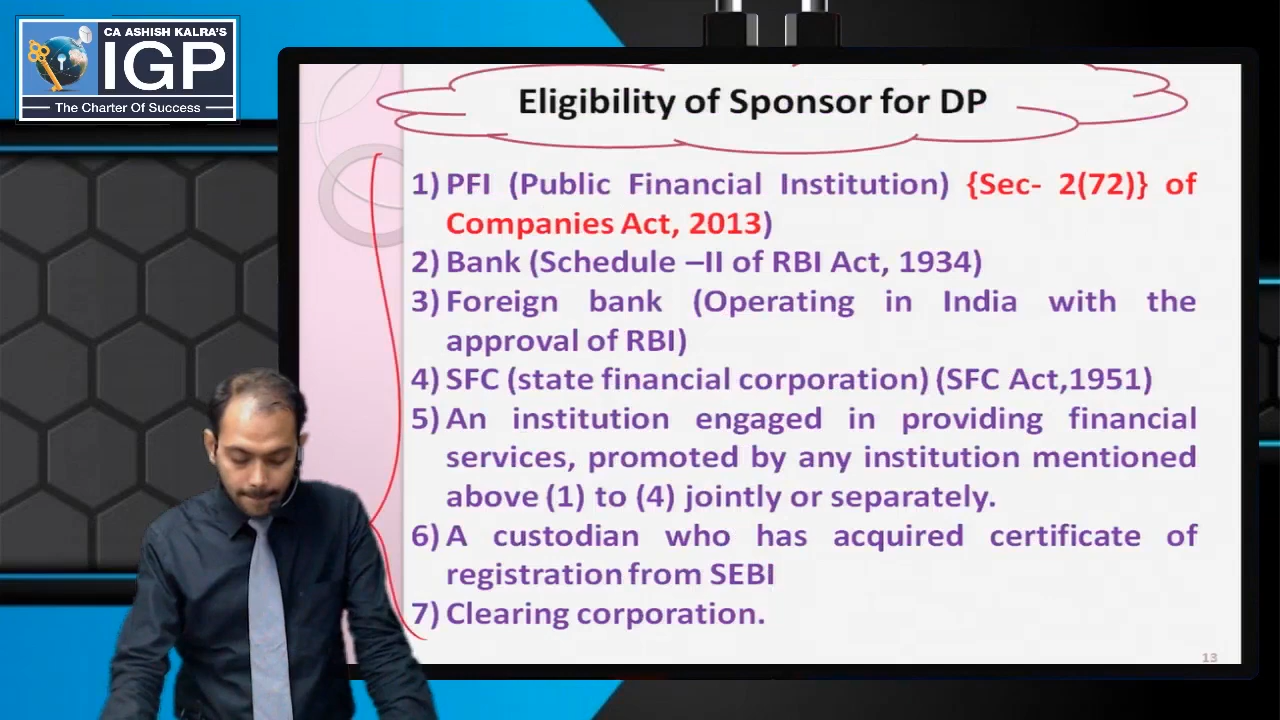 CA ASHISH KALRA'S
IGP
The Charter Of Success
Eligibility of Sponsor for DP
1) PFI (Public Financial Institution) {Sec- 2(72)} of
Companies Act, 2013)
2) Bank (Schedule –II of RBI Act, 1934)
3) Foreign bank (Operating in India with the
approval of RBI)
4) SFC (state financial corporation) (SFC Act,1951)
5) An institution engaged in providing financial
services, promoted by any institution mentioned
above (1) to (4) jointly or separately.
6) A custodian who has acquired certificate of
registration from SEBI
7) Clearing corporation.
13